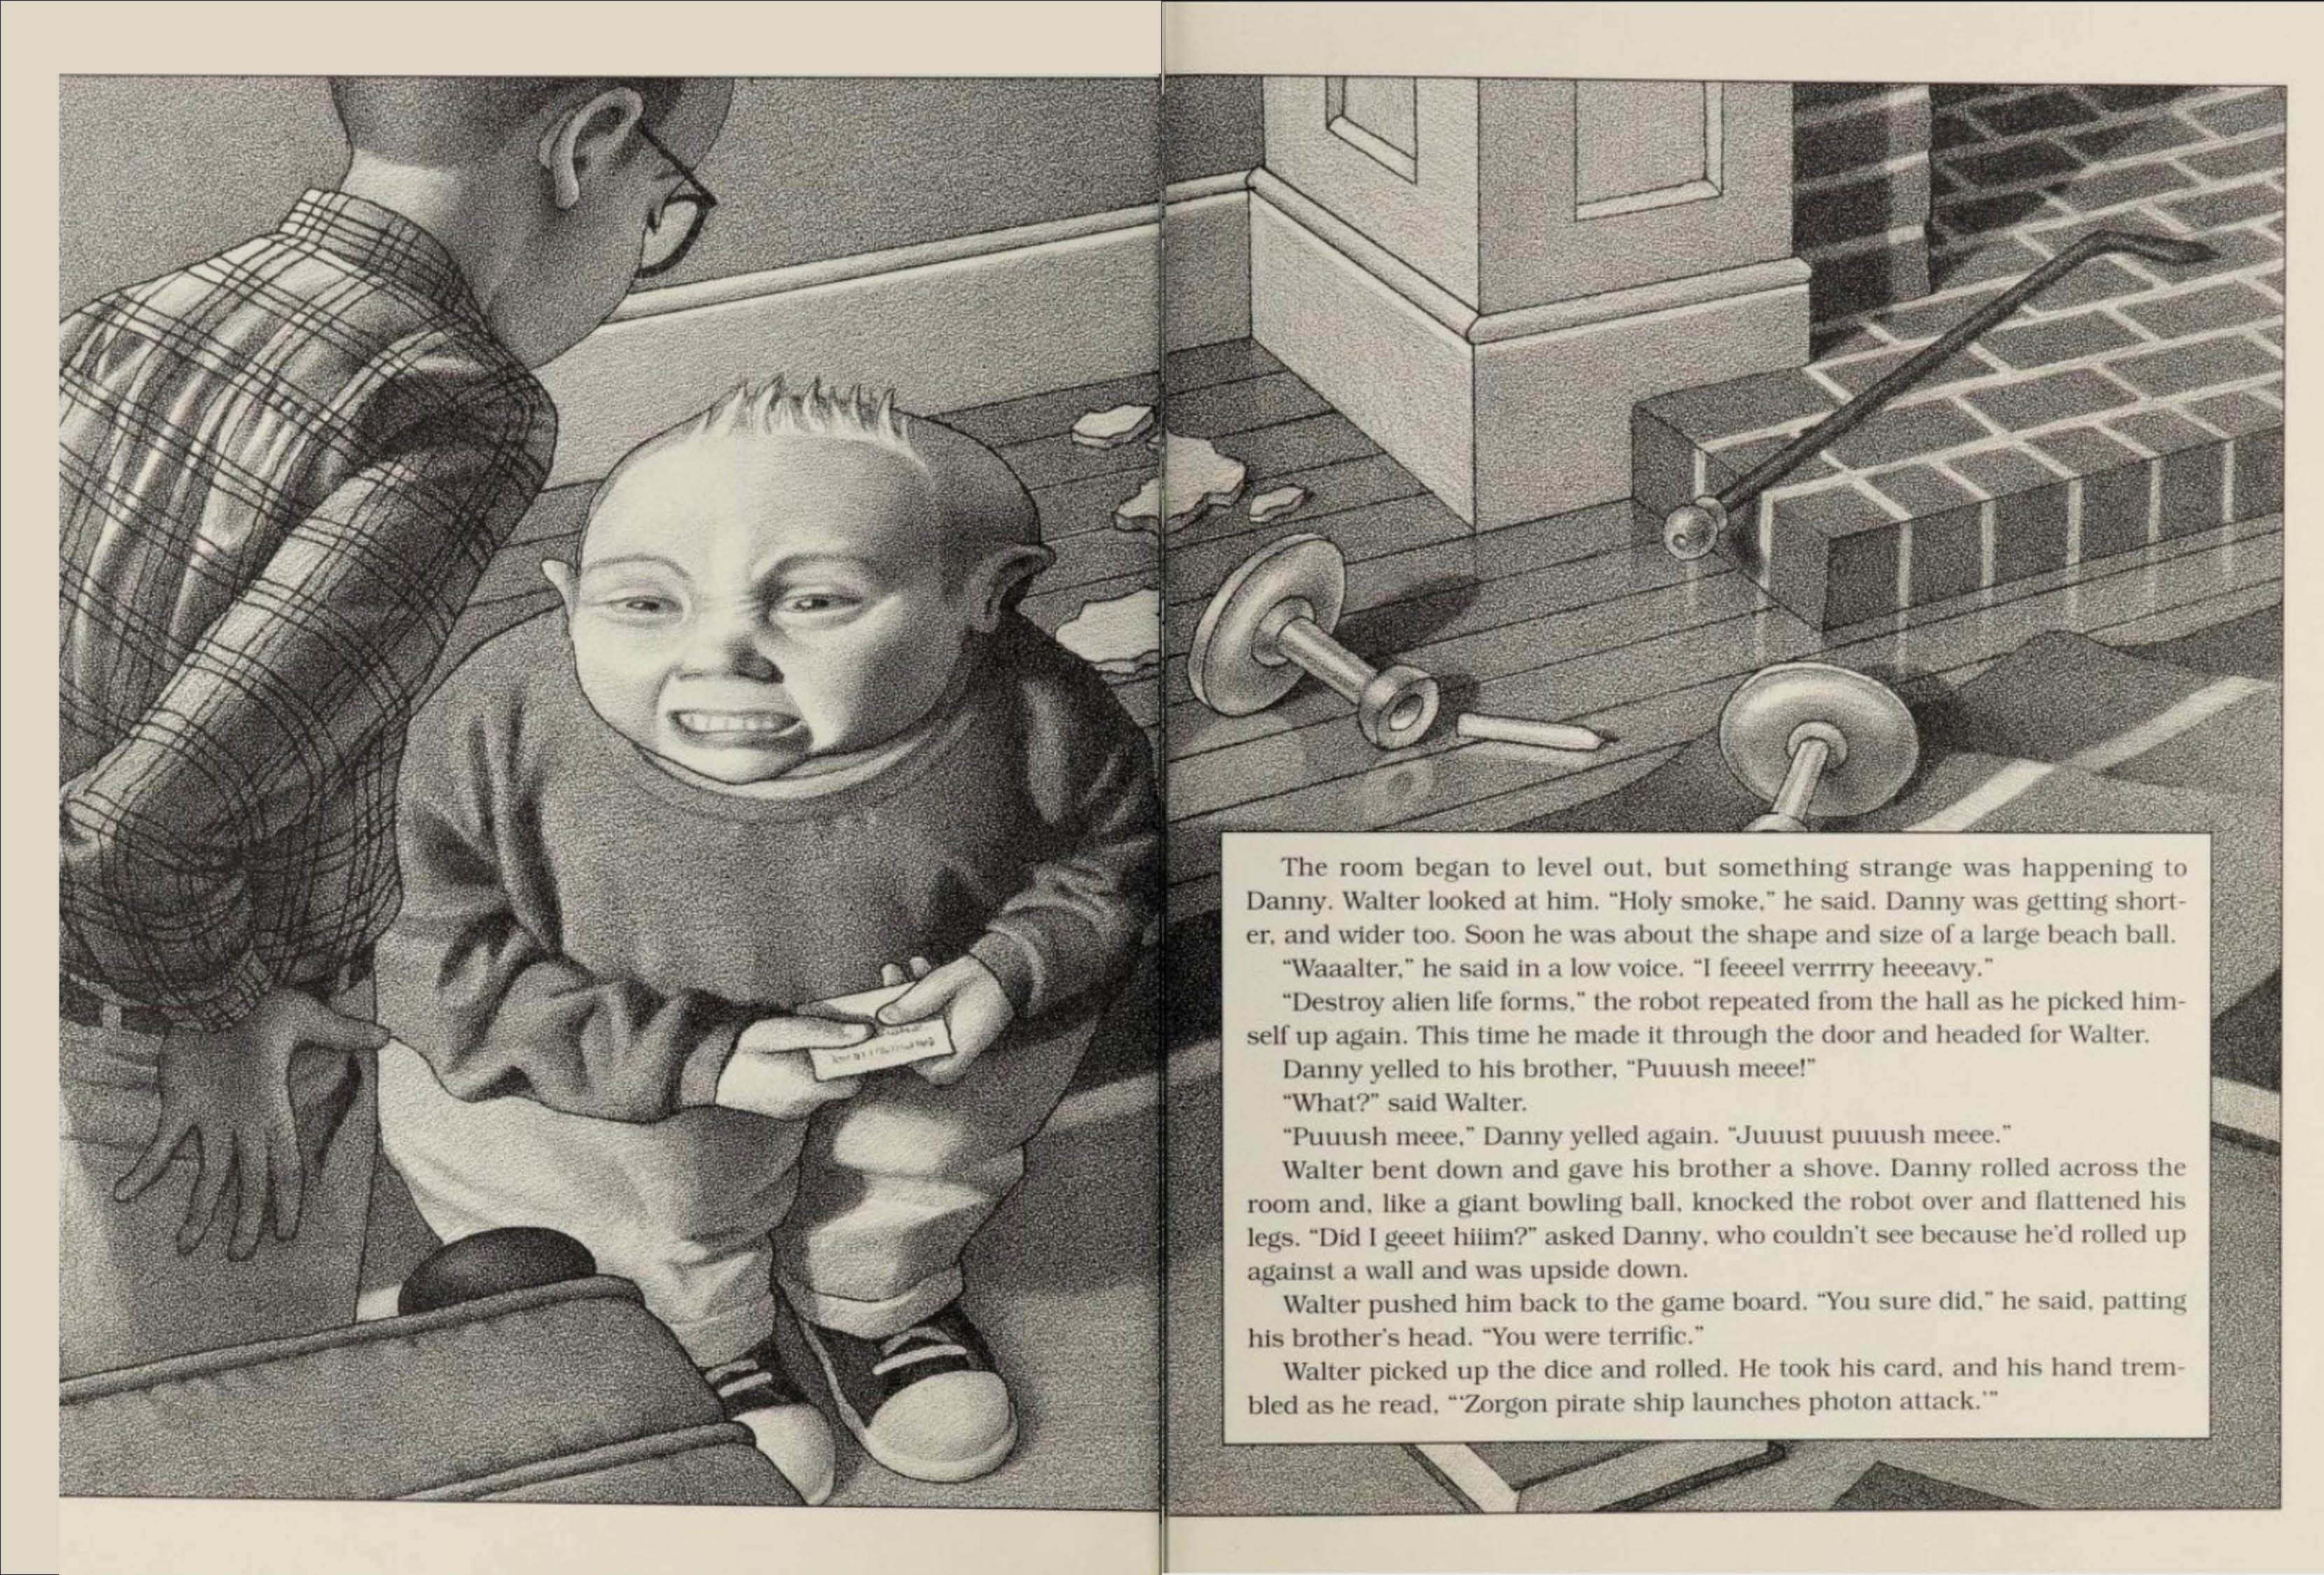 The room began to level out, but something strange was happening to
Danny. Walter looked at him. “Holy smoke,” he said. Danny was getting short-
er, and wider too. Soon he was about the shape and size of a large beach ball.
“Waaalter,” he said in a low voice. “I feeeel verrrry heeeavy.”
“Destroy alien life forms,” the robot repeated from the hall as he picked him-
self up again. This time he made it through the door and headed for Walter.
Danny yelled to his brother, “Puuush meee!”
“What?” said Walter.
“Puuush meee,” Danny yelled again. “Juuust puuush meee.”
Walter bent down and gave his brother a shove. Danny rolled across the
room and, like a giant bowling ball, knocked the robot over and flattened his
legs. “Did I geeet hiiim?” asked Danny, who couldn’t see because he’d rolled up
against a wall and was upside down.
Walter pushed him back to the game board. “You sure did,” he said, patting
his brother’s head. “You were terrific.”
Walter picked up the dice and rolled. He took his card, and his hand trem-
bled as he read, “‘Zorgon pirate ship launches photon attack.’”